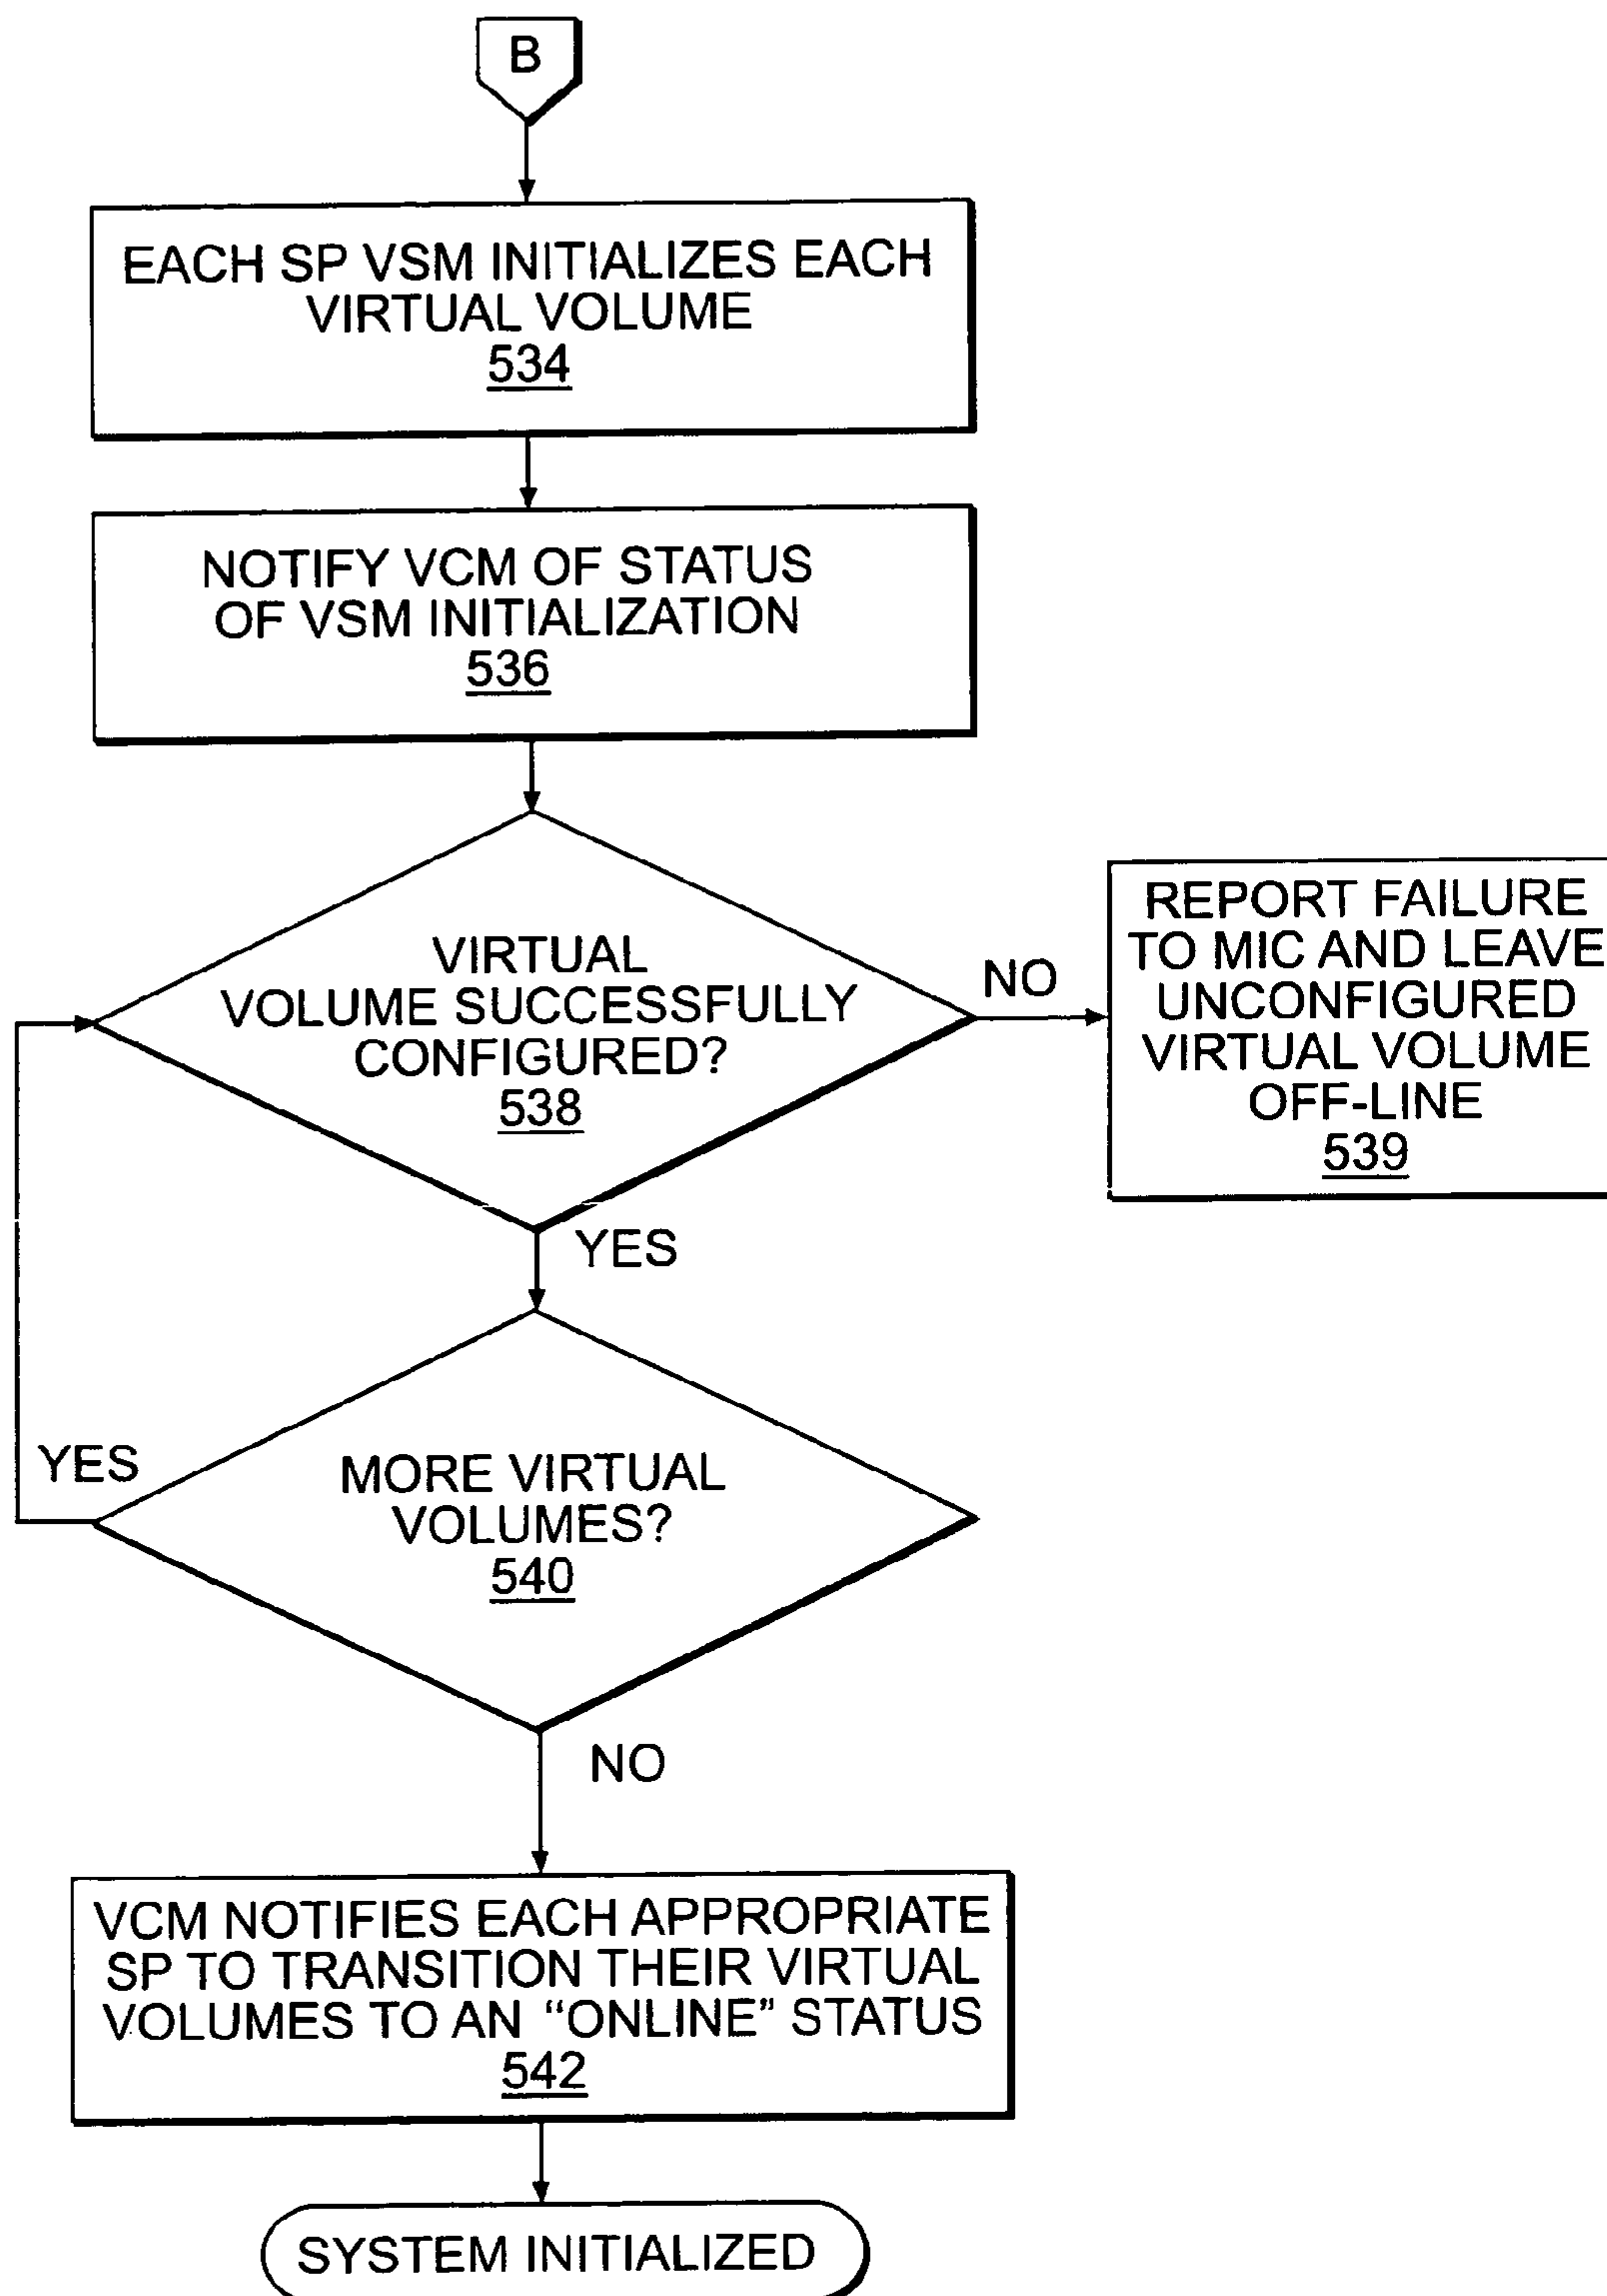 B
EACH SP VSM INITIALIZES EACH
VIRTUAL VOLUME
534
NOTIFY VCM OF STATUS
OF VSM INITIALIZATION
536
VIRTUAL
VOLUME SUCCESSFULLY
CONFIGURED?
538
NO
REPORT FAILURE
TO MIC AND LEAVE
UNCONFIGURED
VIRTUAL VOLUME
OFF-LINE
539
YES
YES
MORE VIRTUAL
VOLUMES?
540
NO
VCM NOTIFIES EACH APPROPRIATE
SP TO TRANSITION THEIR VIRTUAL
VOLUMES TO AN “ONLINE” STATUS
542
SYSTEM INITIALIZED